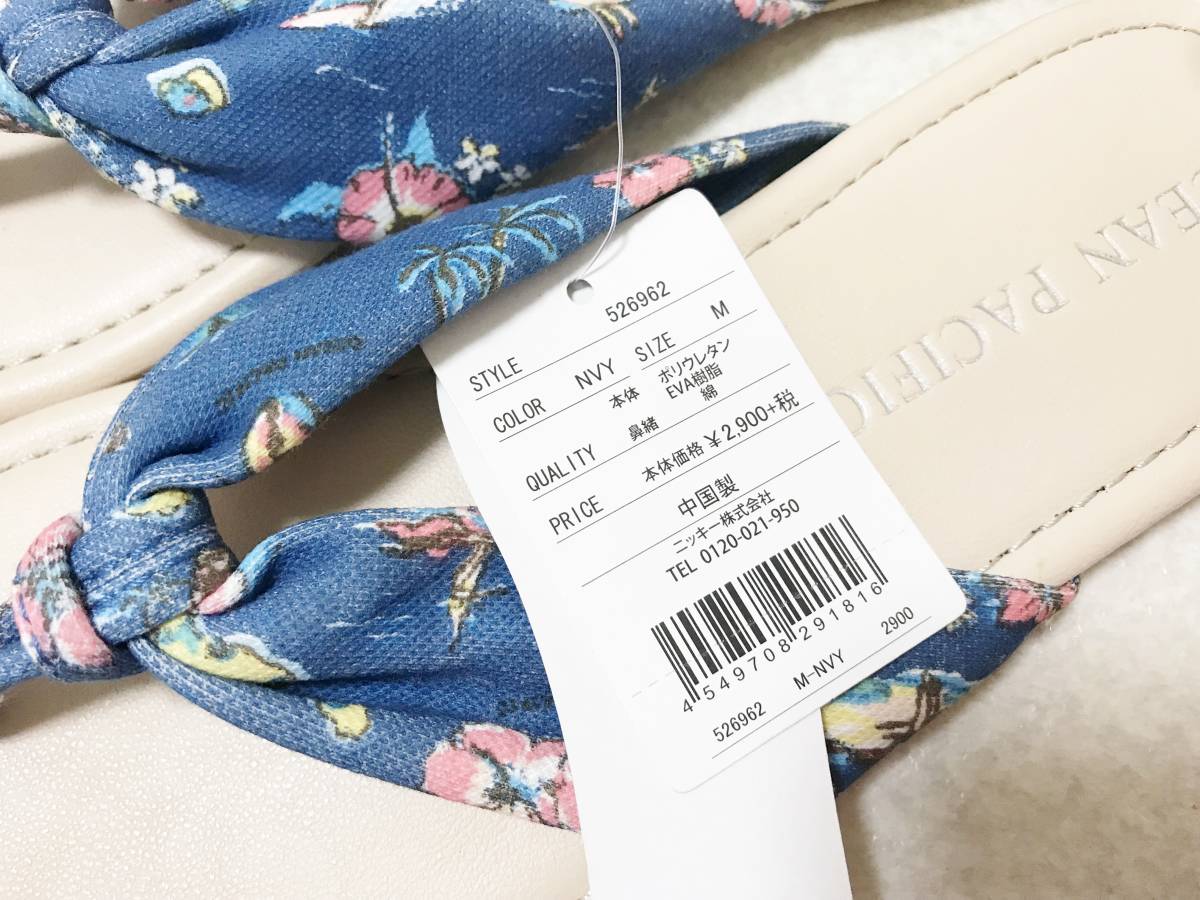 STYLE 526962
COLOR NVY SIZE M
QUALITY 本体 ポリウレタン
EVA樹脂
鼻緒 綿
PRICE 本体価格 ¥2,900+税
中国製
ニッキー株式会社
TEL 0120-021-950
4549708291816
526962 M-NVY 2900
EAN PACIFIC